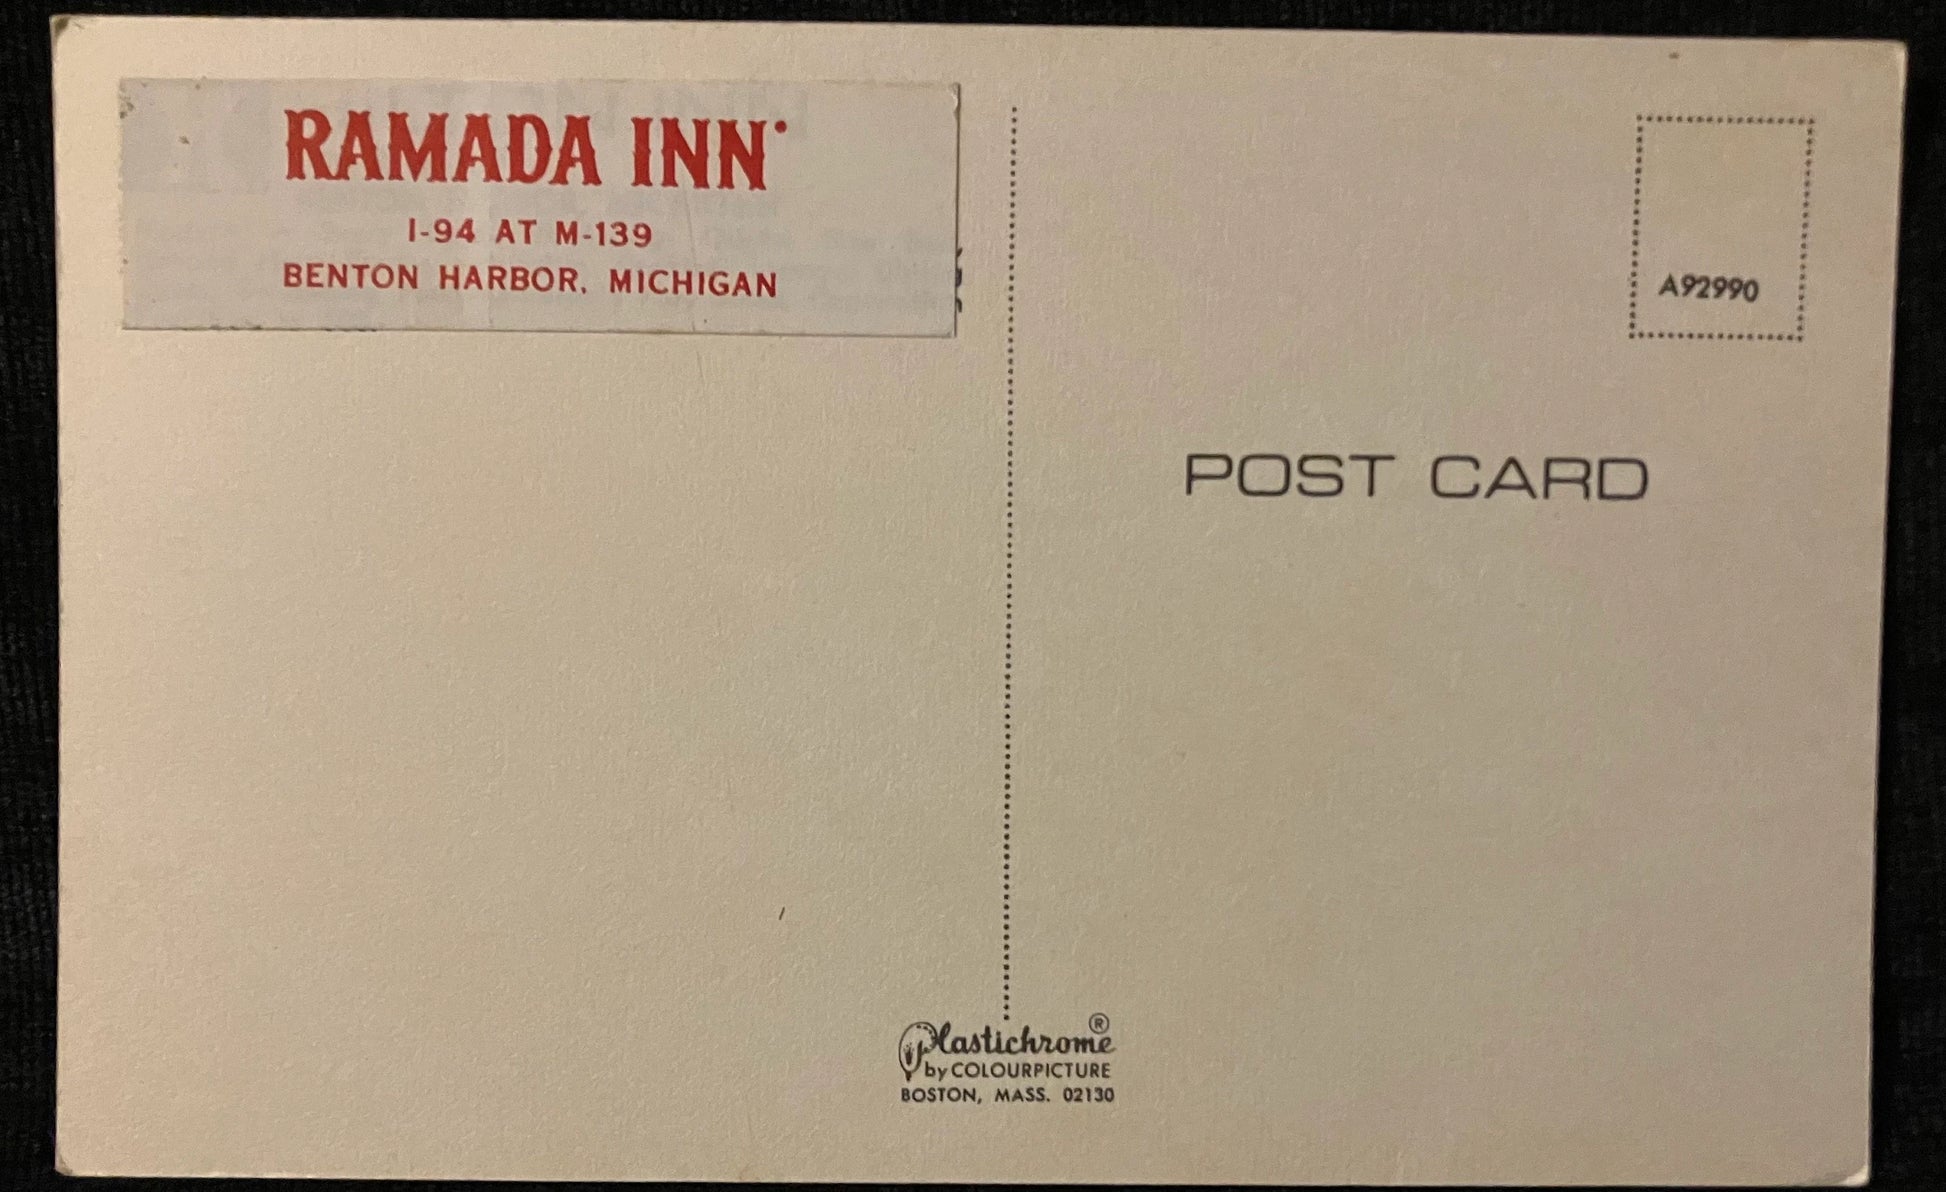 RAMADA INN
I-94 AT M-139
BENTON HARBOR, MICHIGAN
A92990
POST CARD
Plastichrome®
by COLOURPICTURE
BOSTON, MASS. 02130